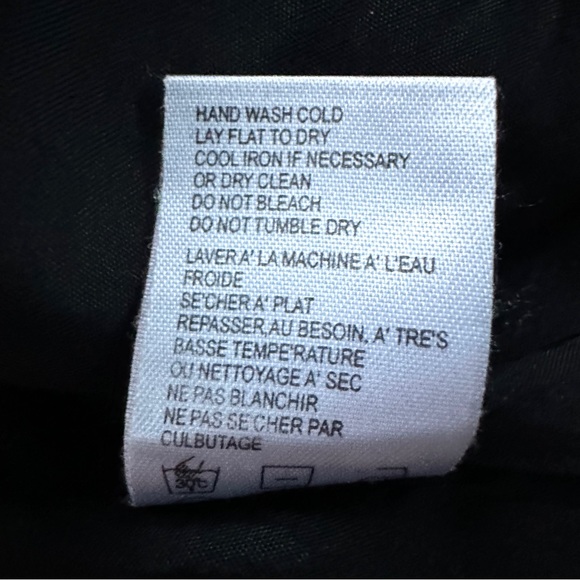 HAND WASH COLD
LAY FLAT TO DRY
COOL IRON IF NECESSARY
OR DRY CLEAN
DO NOT BLEACH
DO NOT TUMBLE DRY
LAVER A' LA MACHINE A' L'EAU
FROIDE
SE'CHER A' PLAT
REPASSER AU BESOIN, A' TRE'S
BASSE TEMPE'RATURE
OU NETTOYAGE A' SEC
NE PAS BLANCHIR
NE PAS SE'CHER PAR
CULBUTAGE
30℃